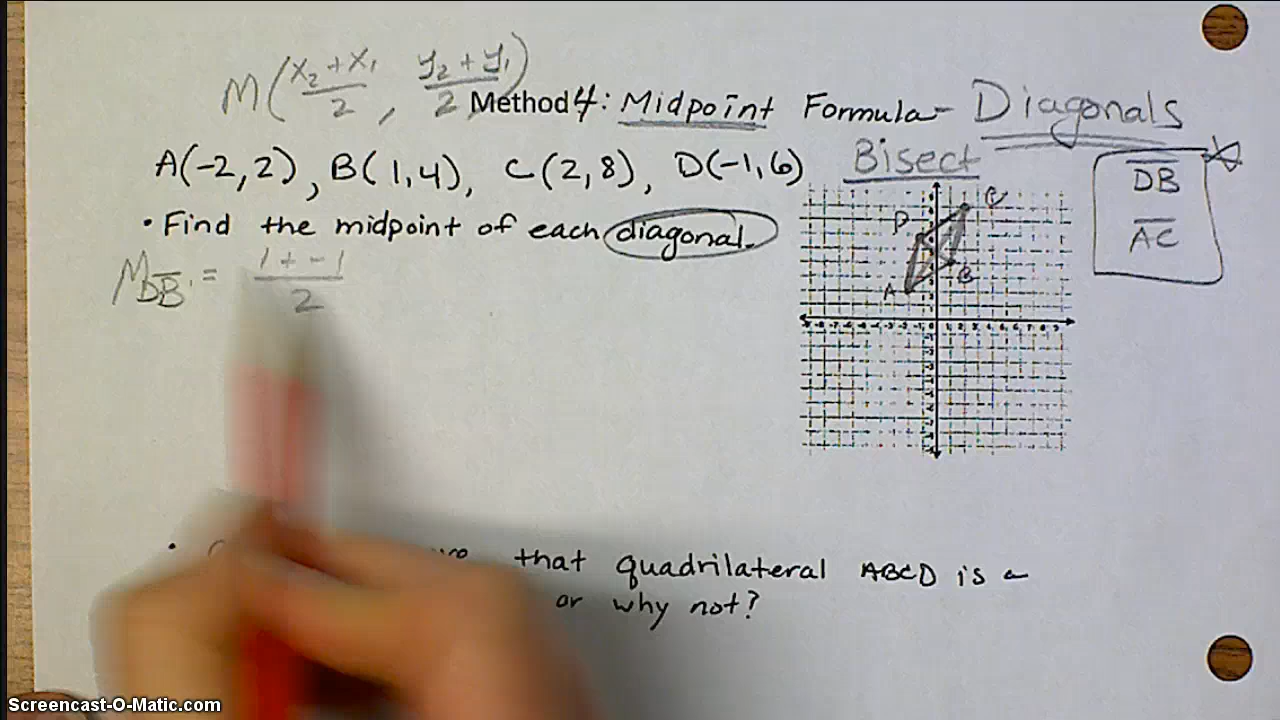 M(x₂+x₁/2, y₂+y₁/2)
Method 4: Midpoint Formula- Diagonals
Bisect
A(-2,2), B(1,4), C(2,8), D(-1,6)
DB
AC
• Find the midpoint of each diagonal.
M DB = 1+-1/2
D C
A B
that quadrilateral ABCD is a
or why not?
Screencast-O-Matic.com